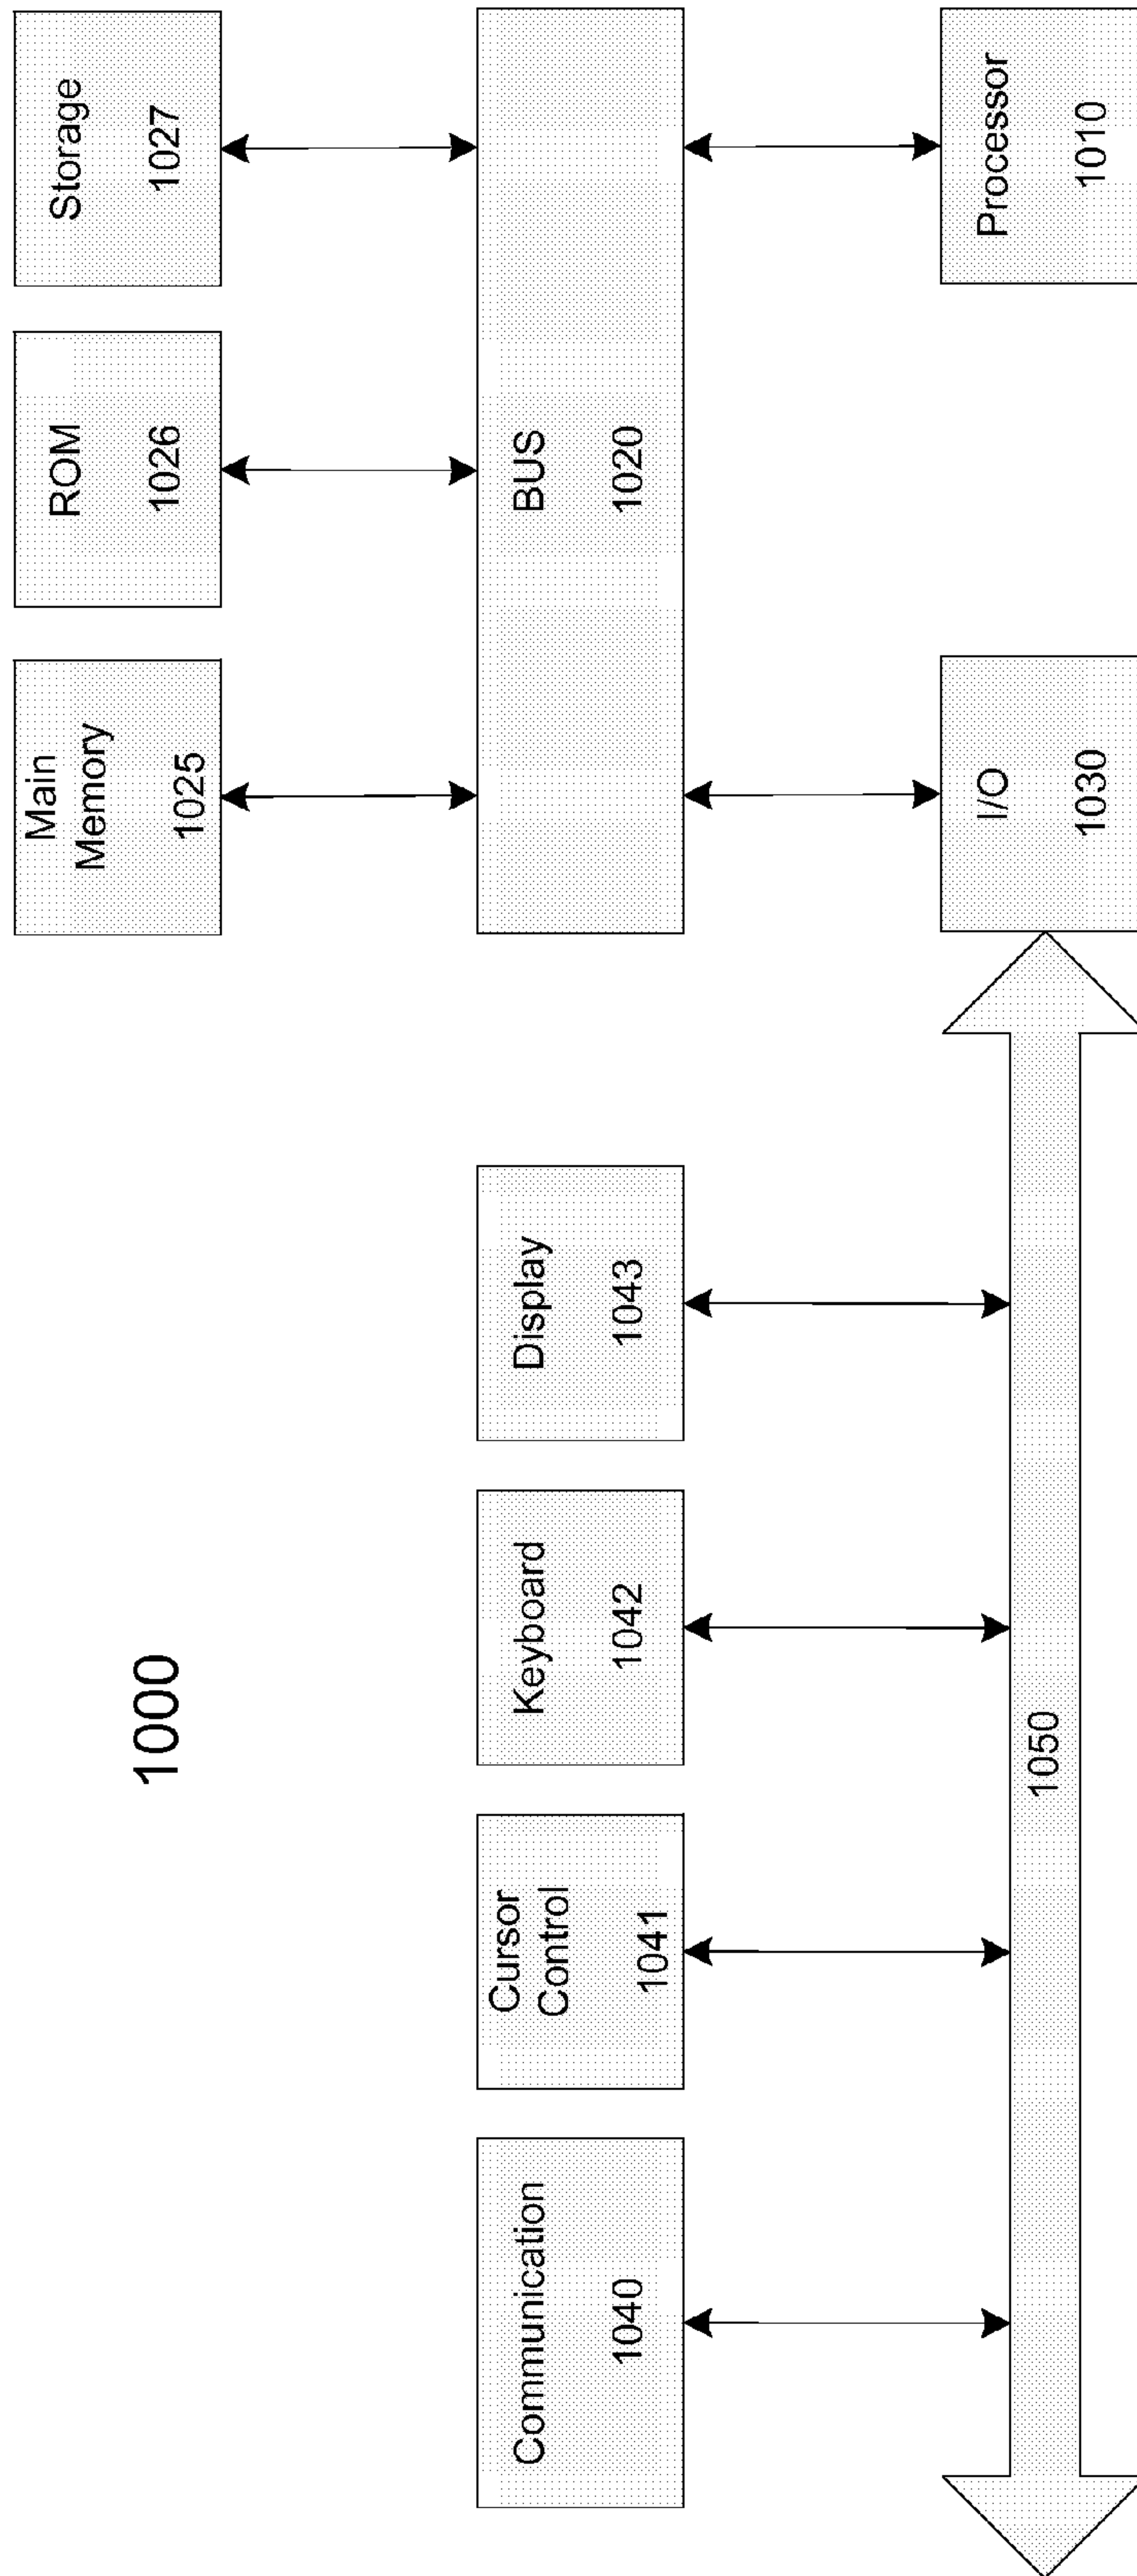 1000
Main
Memory
1025
ROM
1026
Storage
1027
Communication
1040
Cursor
Control
1041
Keyboard
1042
Display
1043
BUS
1020
1050
I/O
1030
Processor
1010